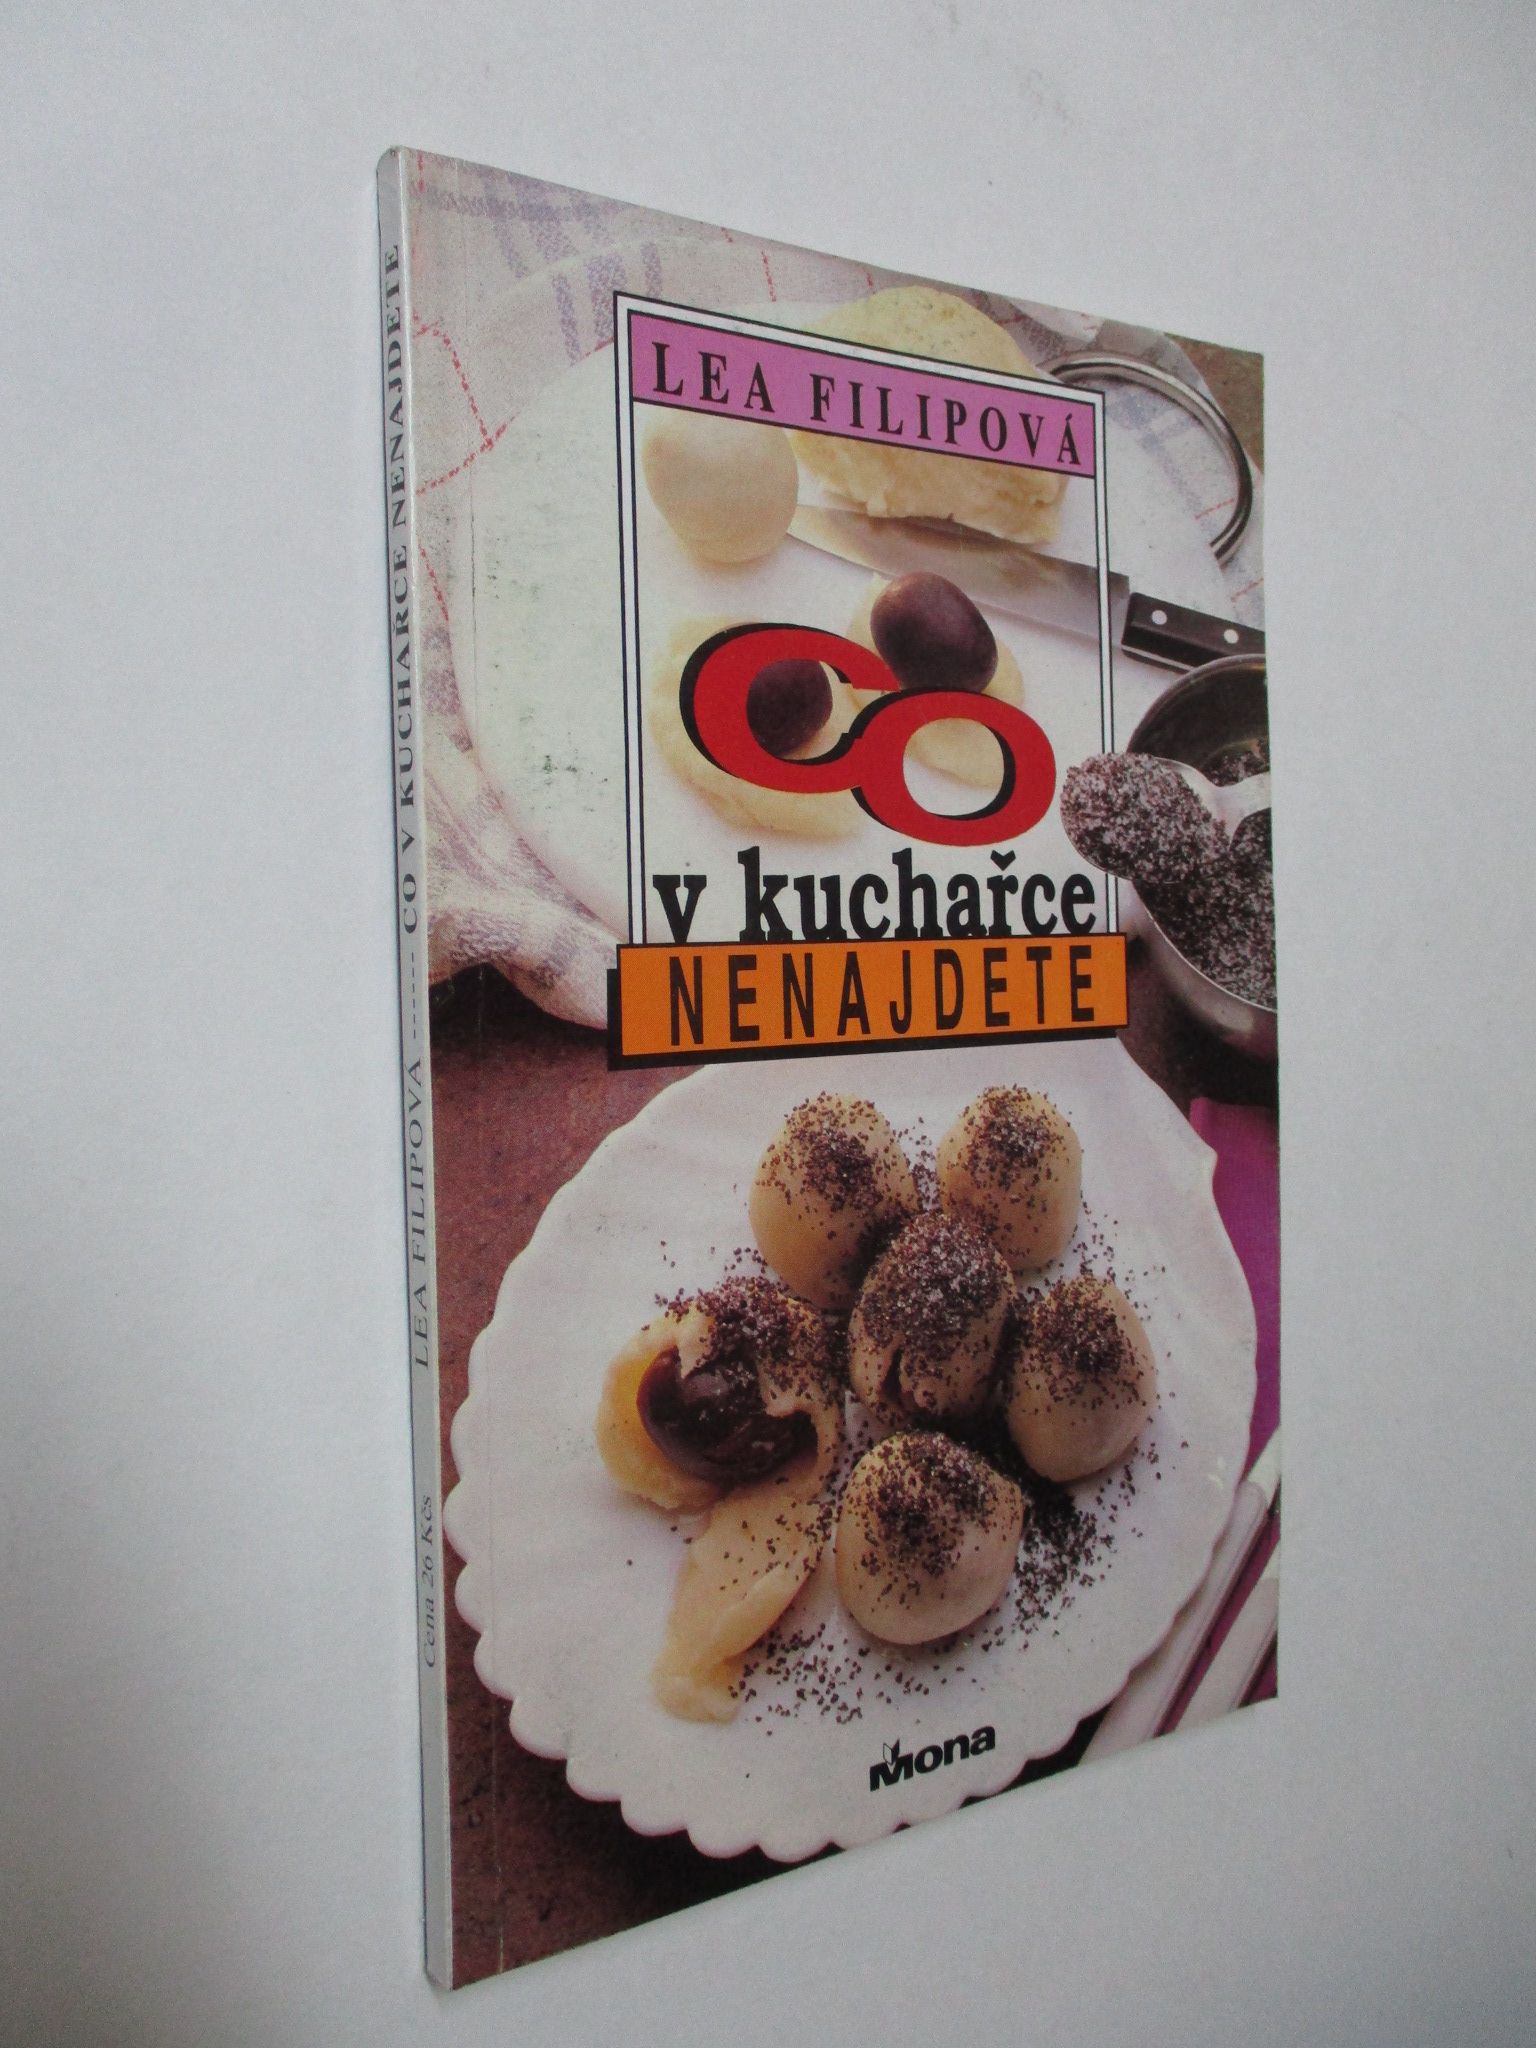 LEA FILIPOVÁ
CO
v kuchařce
NENAJDETE
Mona
Cena 26 Kčs LEA FILIPOVÁ ------ CO V KUCHAŘCE NENAJDETE